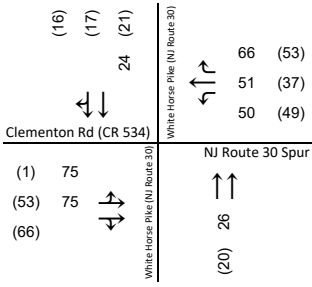 (16) (17) (21)
24
Clementon Rd (CR 534)
White Horse Pike (NJ Route 30)
66 (53)
51 (37)
50 (49)
(1) 75
(53) 75
(66)
White Horse Pike (NJ Route 30)
NJ Route 30 Spur
26
(20)